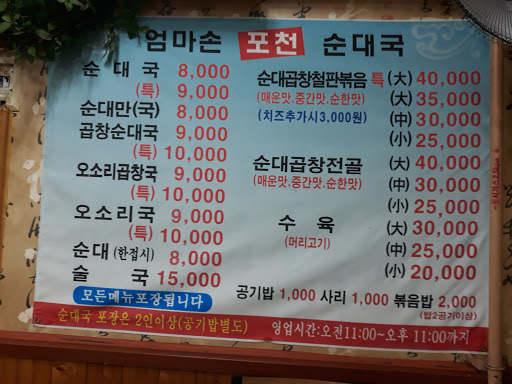 엄마손 포천 순대국
순대국 8,000
(특) 9,000
순대만(국) 8,000
곱창순대국 9,000
(특) 10,000
오소리곱창국 9,000
(특) 10,000
오소리국 9,000
(특) 10,000
순대 (한접시) 8,000
술국 15,000
모든메뉴포장됩니다
순대국 포장은 2인이상(공기밥별도)
순대곱창철판볶음 특 (大) 40,000
(매운맛.중간맛.순한맛) (大) 35,000
(치즈추가시3,000원) (中) 30,000
(小) 25,000
순대곱창전골 (大) 40,000
(매운맛.중간맛.순한맛) (中) 30,000
(小) 25,000
수육 (大) 30,000
(머리고기) (中) 25,000
(小) 20,000
공기밥 1,000 사리 1,000 볶음밥 2,000
(밥2공기이상)
영업시간:오전11:00~오후 11:00까지